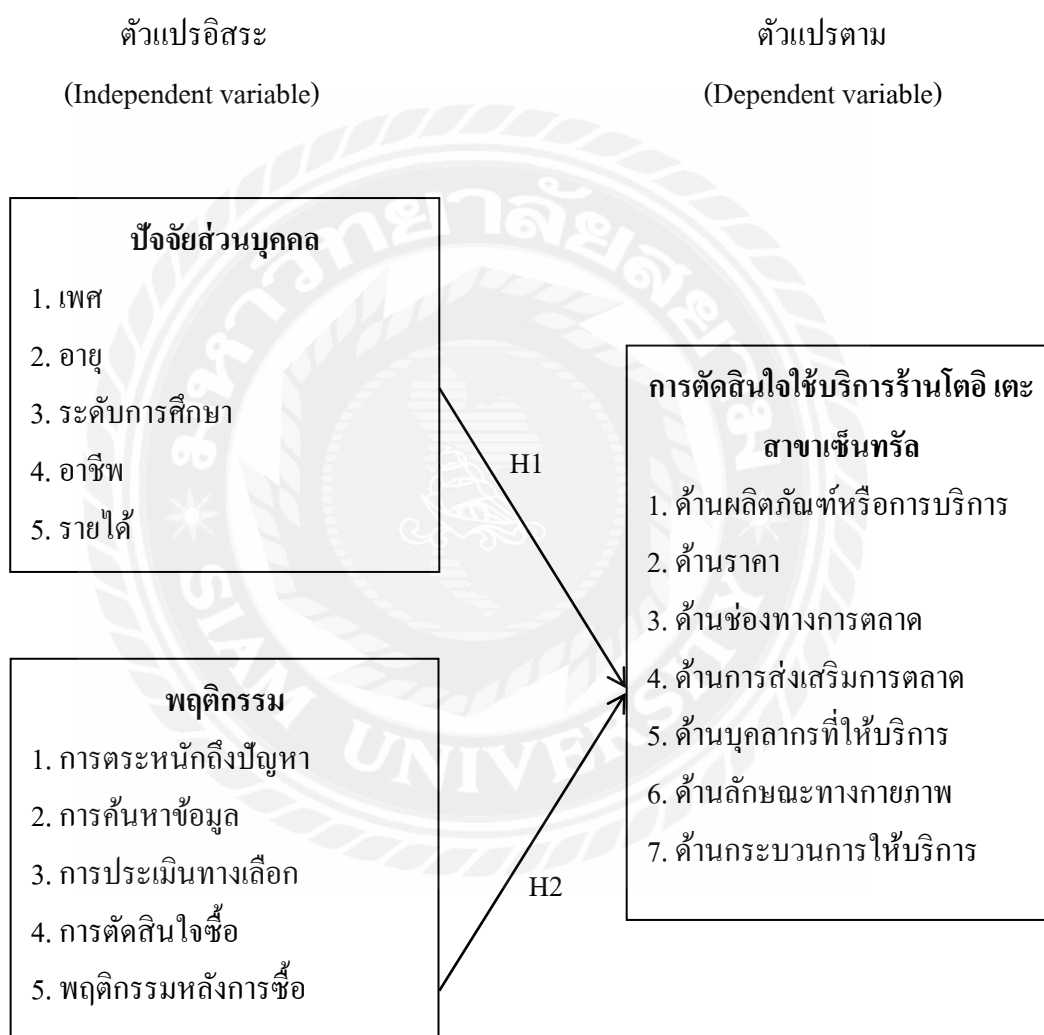 ตัวแปรอิสระ
(Independent variable)
ตัวแปรตาม
(Dependent variable)
ปัจจัยส่วนบุคคล
1. เพศ
2. อายุ
3. ระดับการศึกษา
4. อาชีพ
5. รายได้
พฤติกรรม
1. การตระหนักถึงปัญหา
2. การค้นหาข้อมูล
3. การประเมินทางเลือก
4. การตัดสินใจซื้อ
5. พฤติกรรมหลังการซื้อ
H1
H2
การตัดสินใจใช้บริการร้านโตอิ เตะ
สาขาเซ็นทรัล
1. ด้านผลิตภัณฑ์หรือการบริการ
2. ด้านราคา
3. ด้านช่องทางการตลาด
4. ด้านการส่งเสริมการตลาด
5. ด้านบุคลากรที่ให้บริการ
6. ด้านลักษณะทางกายภาพ
7. ด้านกระบวนการให้บริการ
มหาวิทยาลัยสยาม
SIAM UNIVERSITY